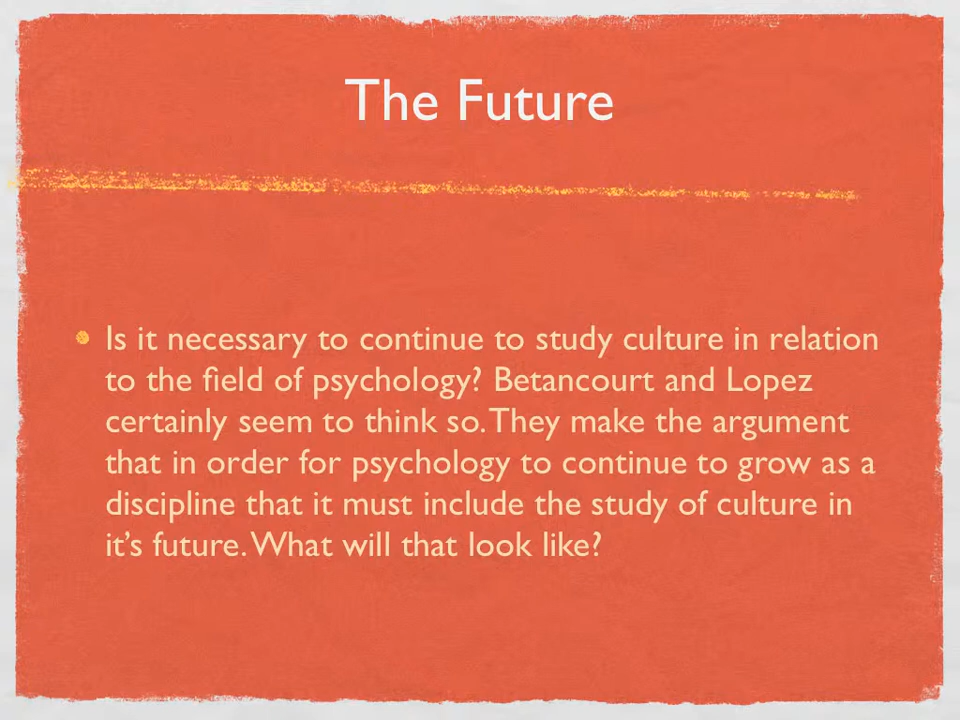 The Future
Is it necessary to continue to study culture in relation
to the field of psychology? Betancourt and Lopez
certainly seem to think so. They make the argument
that in order for psychology to continue to grow as a
discipline that it must include the study of culture in
it's future. What will that look like?